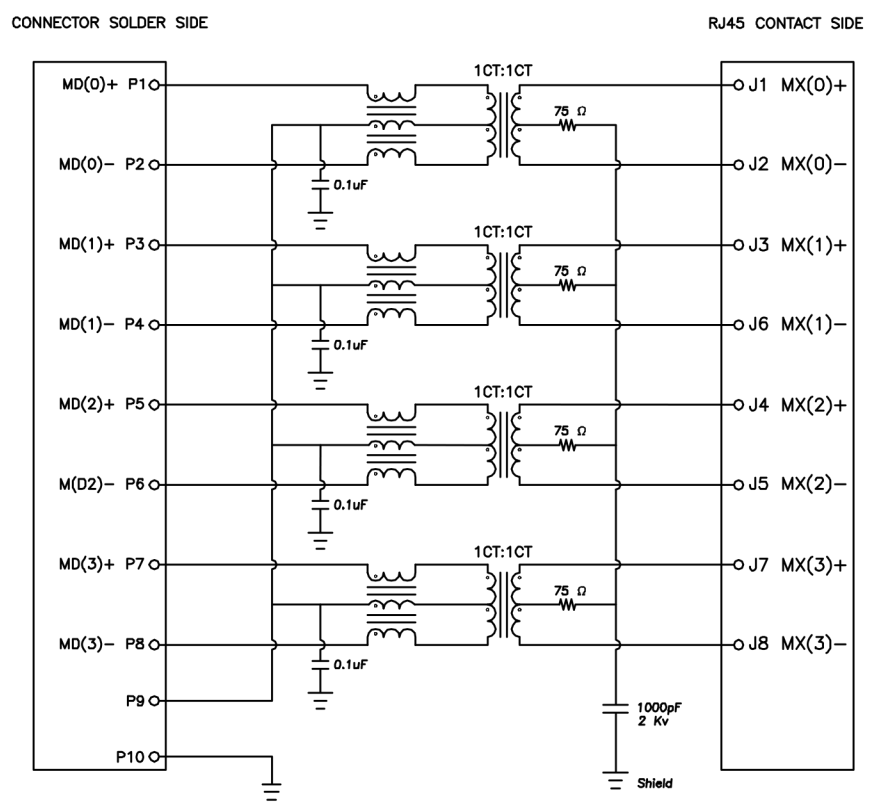 CONNECTOR SOLDER SIDE
RJ45 CONTACT SIDE
1CT:1CT
MD(0)+ P1
J1 MX(0)+
75 Ω
MD(0)- P2
J2 MX(0)-
0.1uF
1CT:1CT
MD(1)+ P3
J3 MX(1)+
75 Ω
MD(1)- P4
J6 MX(1)-
0.1uF
1CT:1CT
MD(2)+ P5
J4 MX(2)+
75 Ω
M(D2)- P6
J5 MX(2)-
0.1uF
1CT:1CT
MD(3)+ P7
J7 MX(3)+
75 Ω
MD(3)- P8
J8 MX(3)-
0.1uF
P9
1000pF
2 Kv
P10
Shield